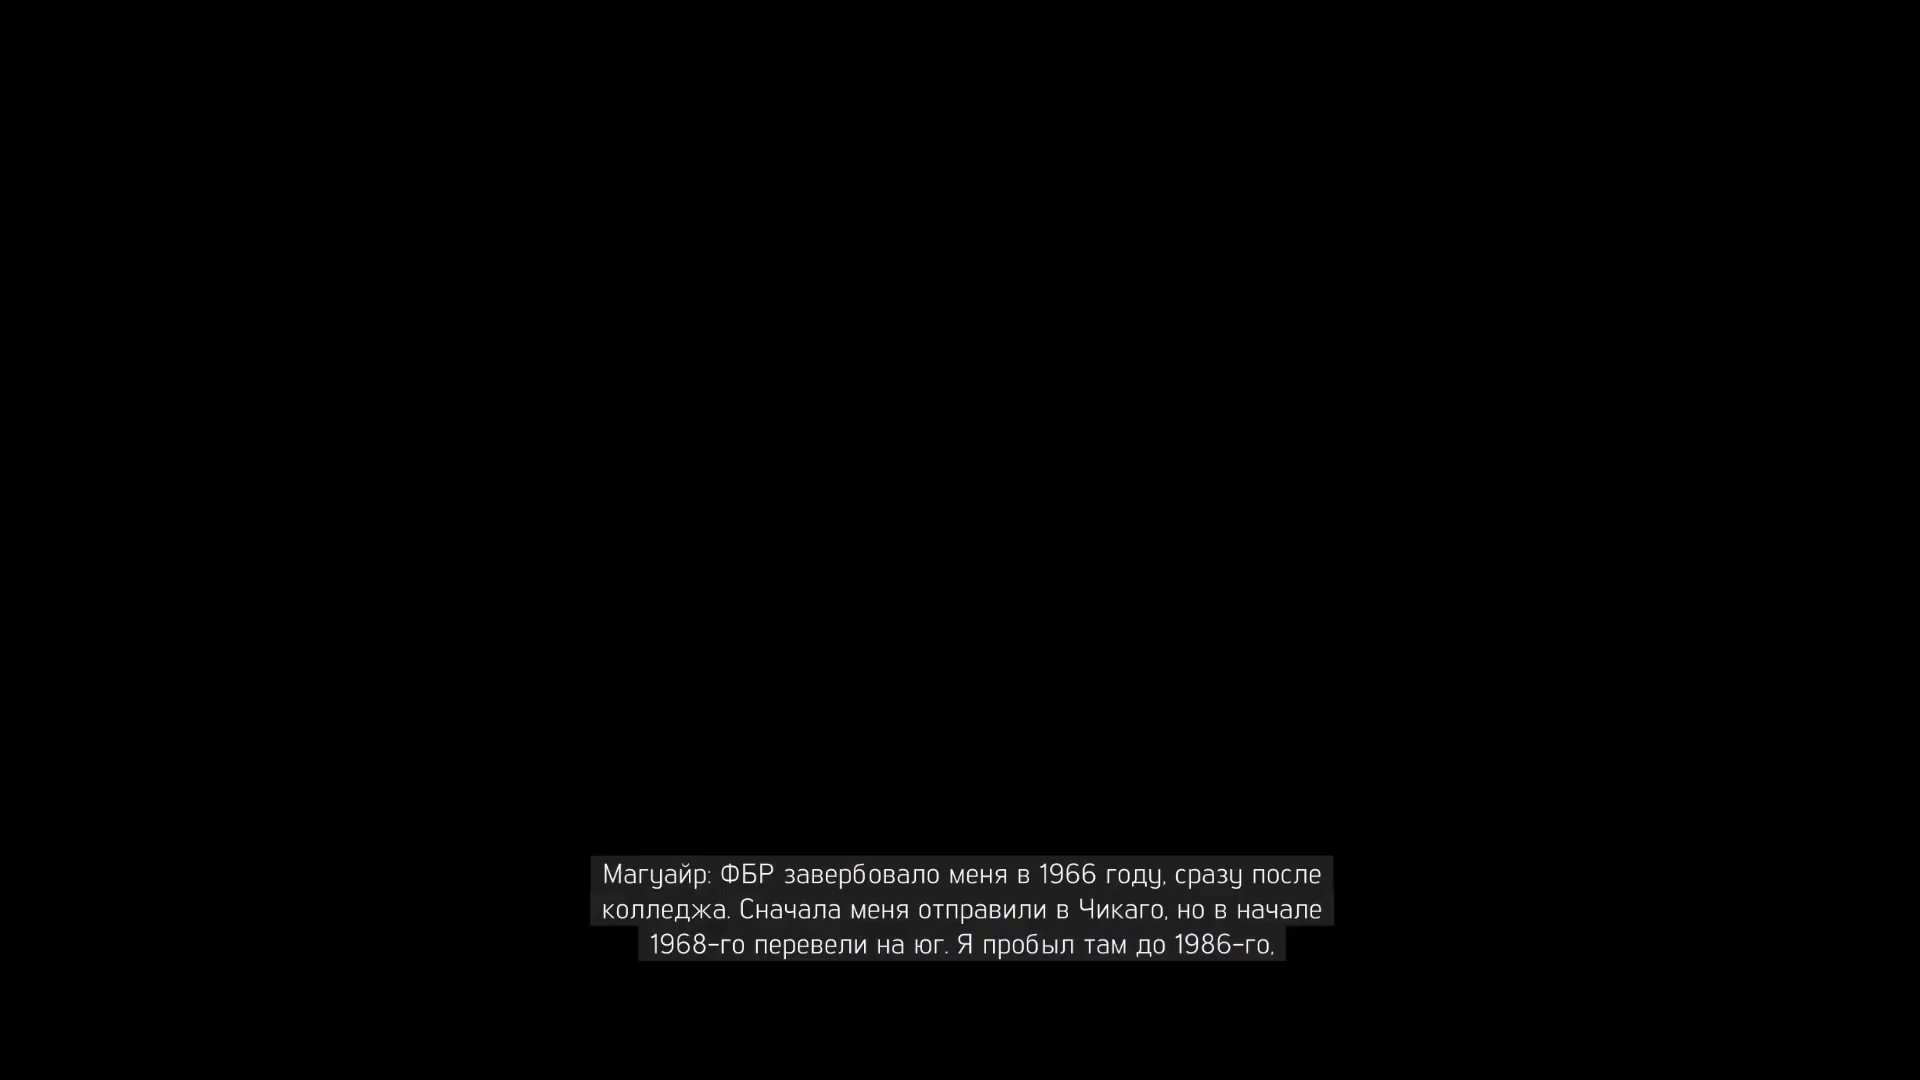 Магуайр: ФБР завербовало меня в 1966 году, сразу после
колледжа. Сначала меня отправили в Чикаго, но в начале
1968-го перевели на юг. Я пробыл там до 1986-го,